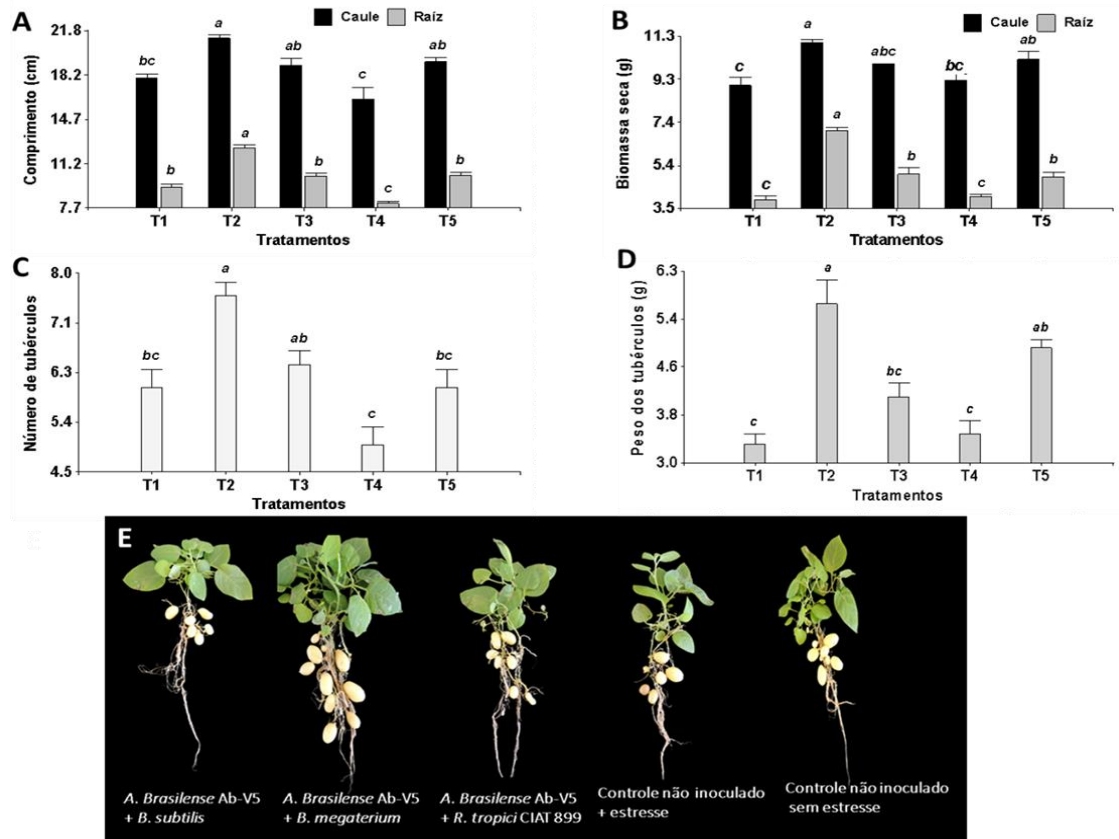 A
Caule Raíz
Comprimento (cm)
21.8
18.2
14.7
11.2
7.7
bc b a a ab b c c ab b
T1 T2 T3 T4 T5
Tratamentos
B
Caule Raíz
Biomassa seca (g)
11.3
9.3
7.4
5.4
3.5
c c a a abc b bc c ab b
T1 T2 T3 T4 T5
Tratamentos
C
Número de tubérculos
8.0
7.1
6.3
5.4
4.5
bc a ab c bc
T1 T2 T3 T4 T5
Tratamentos
D
Peso dos tubérculos (g)
6.3
5.4
4.6
3.8
3.0
c a bc c ab
T1 T2 T3 T4 T5
Tratamentos
E
A. Brasilense Ab-V5
+ B. subtilis
A. Brasilense Ab-V5
+ B. megaterium
A. Brasilense Ab-V5
+ R. tropici CIAT 899
Controle não inoculado
+ estresse
Controle não inoculado
sem estresse